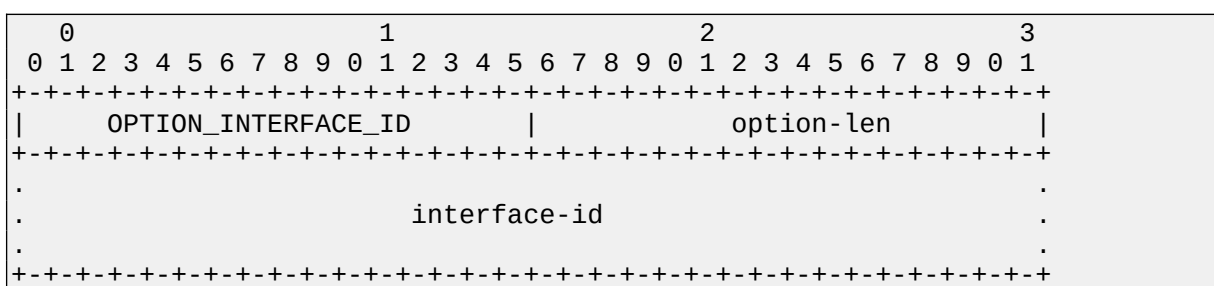 0                   1                   2                   3
 0 1 2 3 4 5 6 7 8 9 0 1 2 3 4 5 6 7 8 9 0 1 2 3 4 5 6 7 8 9 0 1
+-+-+-+-+-+-+-+-+-+-+-+-+-+-+-+-+-+-+-+-+-+-+-+-+-+-+-+-+-+-+-+-+
|     OPTION_INTERFACE_ID       |            option-len         |
+-+-+-+-+-+-+-+-+-+-+-+-+-+-+-+-+-+-+-+-+-+-+-+-+-+-+-+-+-+-+-+-+
.                                                               .
.                        interface-id                           .
.                                                               .
+-+-+-+-+-+-+-+-+-+-+-+-+-+-+-+-+-+-+-+-+-+-+-+-+-+-+-+-+-+-+-+-+